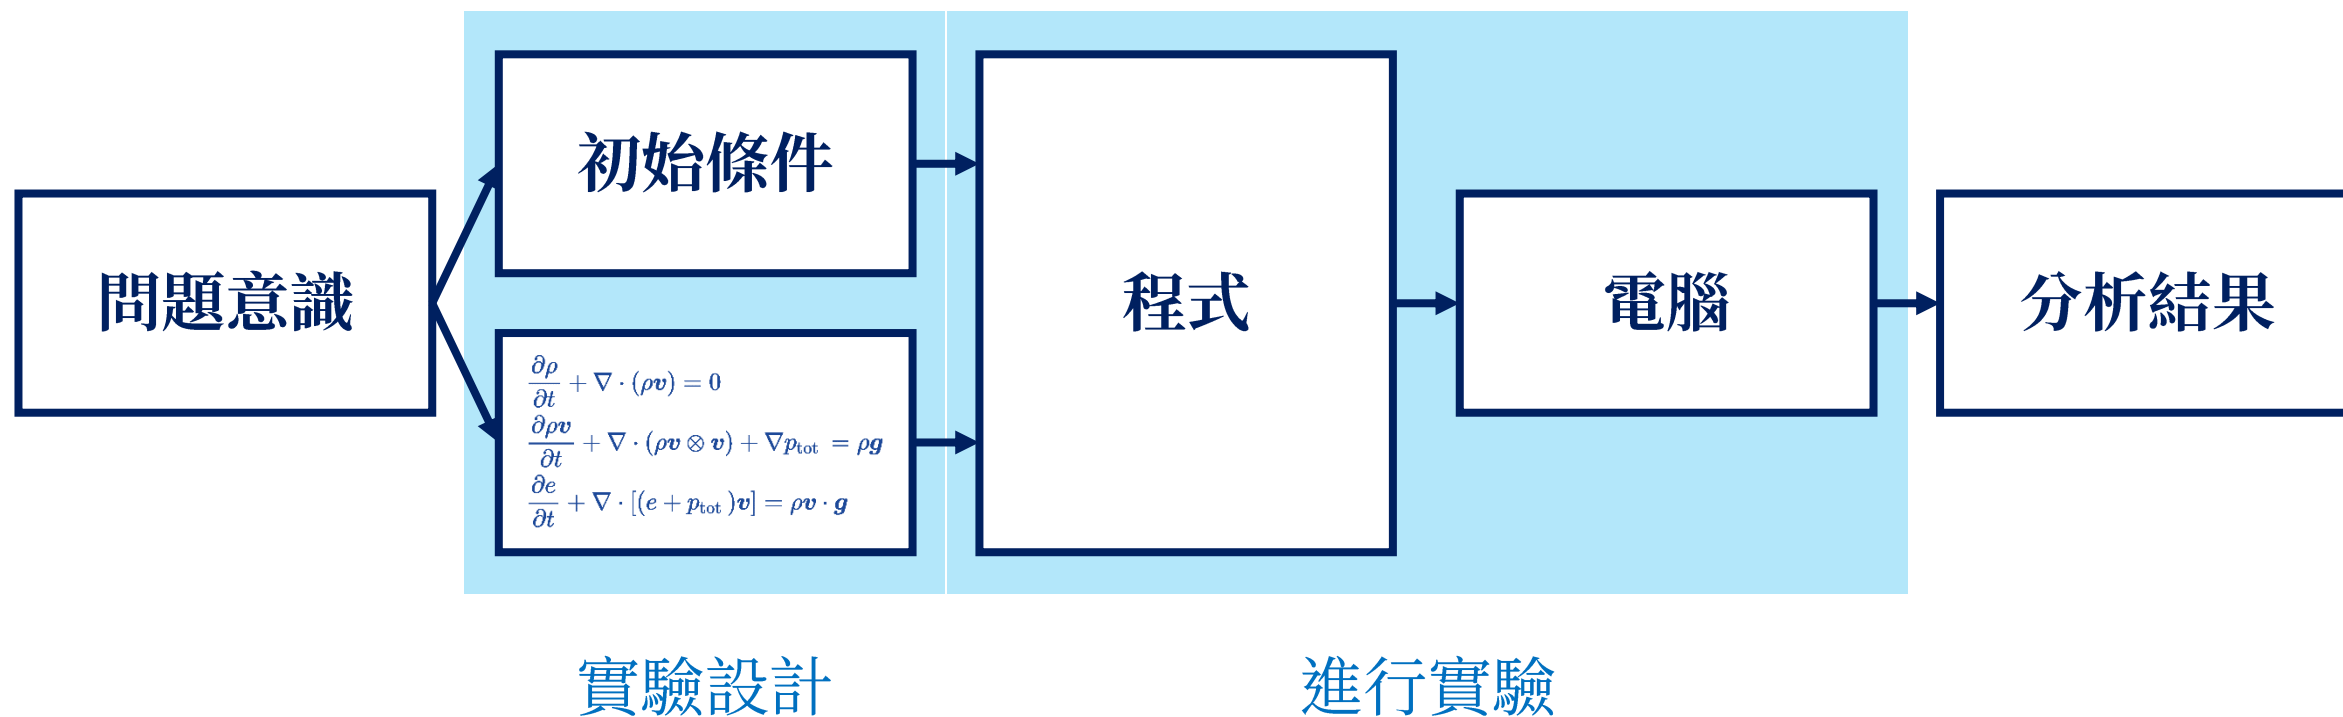 問題意識
初始條件
∂ρ/∂t + ∇ · (ρv) = 0
∂ρv/∂t + ∇ · (ρv ⊗ v) + ∇p_tot = ρg
∂e/∂t + ∇ · [(e + p_tot)v] = ρv · g
程式
電腦
分析結果
實驗設計
進行實驗